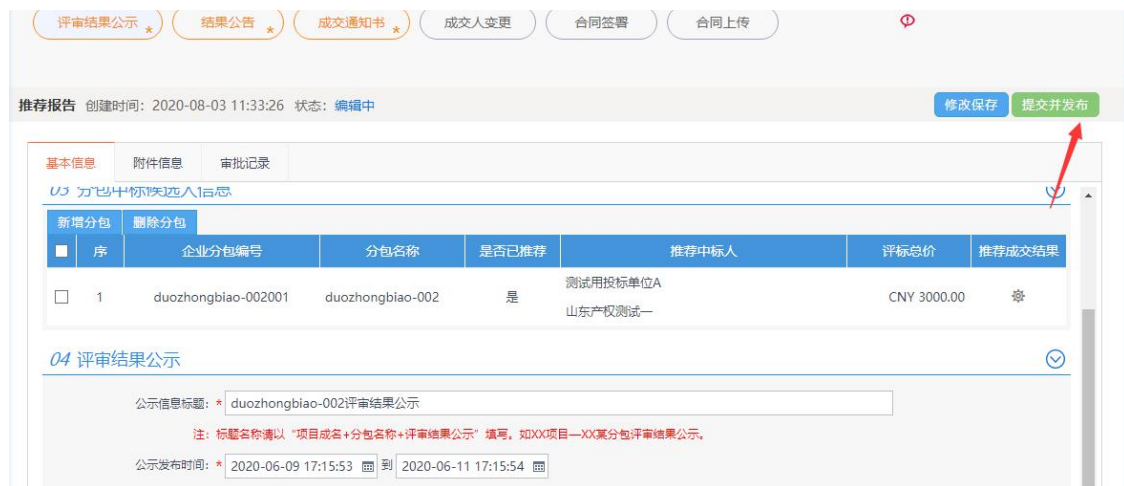 评审结果公示 * 结果公告 * 成交通知书 * 成交人变更 合同签署 合同上传
推荐报告 创建时间：2020-08-03 11:33:26 状态：编辑中 修改保存 提交并发布
基本信息 附件信息 审批记录
03 分包中标候选人信息
新增分包 删除分包
序 企业分包编号 分包名称 是否已推荐 推荐中标人 评标总价 推荐成交结果
1 duozhongbiao-002001 duozhongbiao-002 是 测试用投标单位A CNY 3000.00
山东产权测试一
04 评审结果公示
公示信息标题: * duozhongbiao-002评审结果公示
注：标题名称请以“项目成名+分包名称+评审结果公示”填写。如XX项目—XX某分包评审结果公示。
公示发布时间: * 2020-06-09 17:15:53 到 2020-06-11 17:15:54